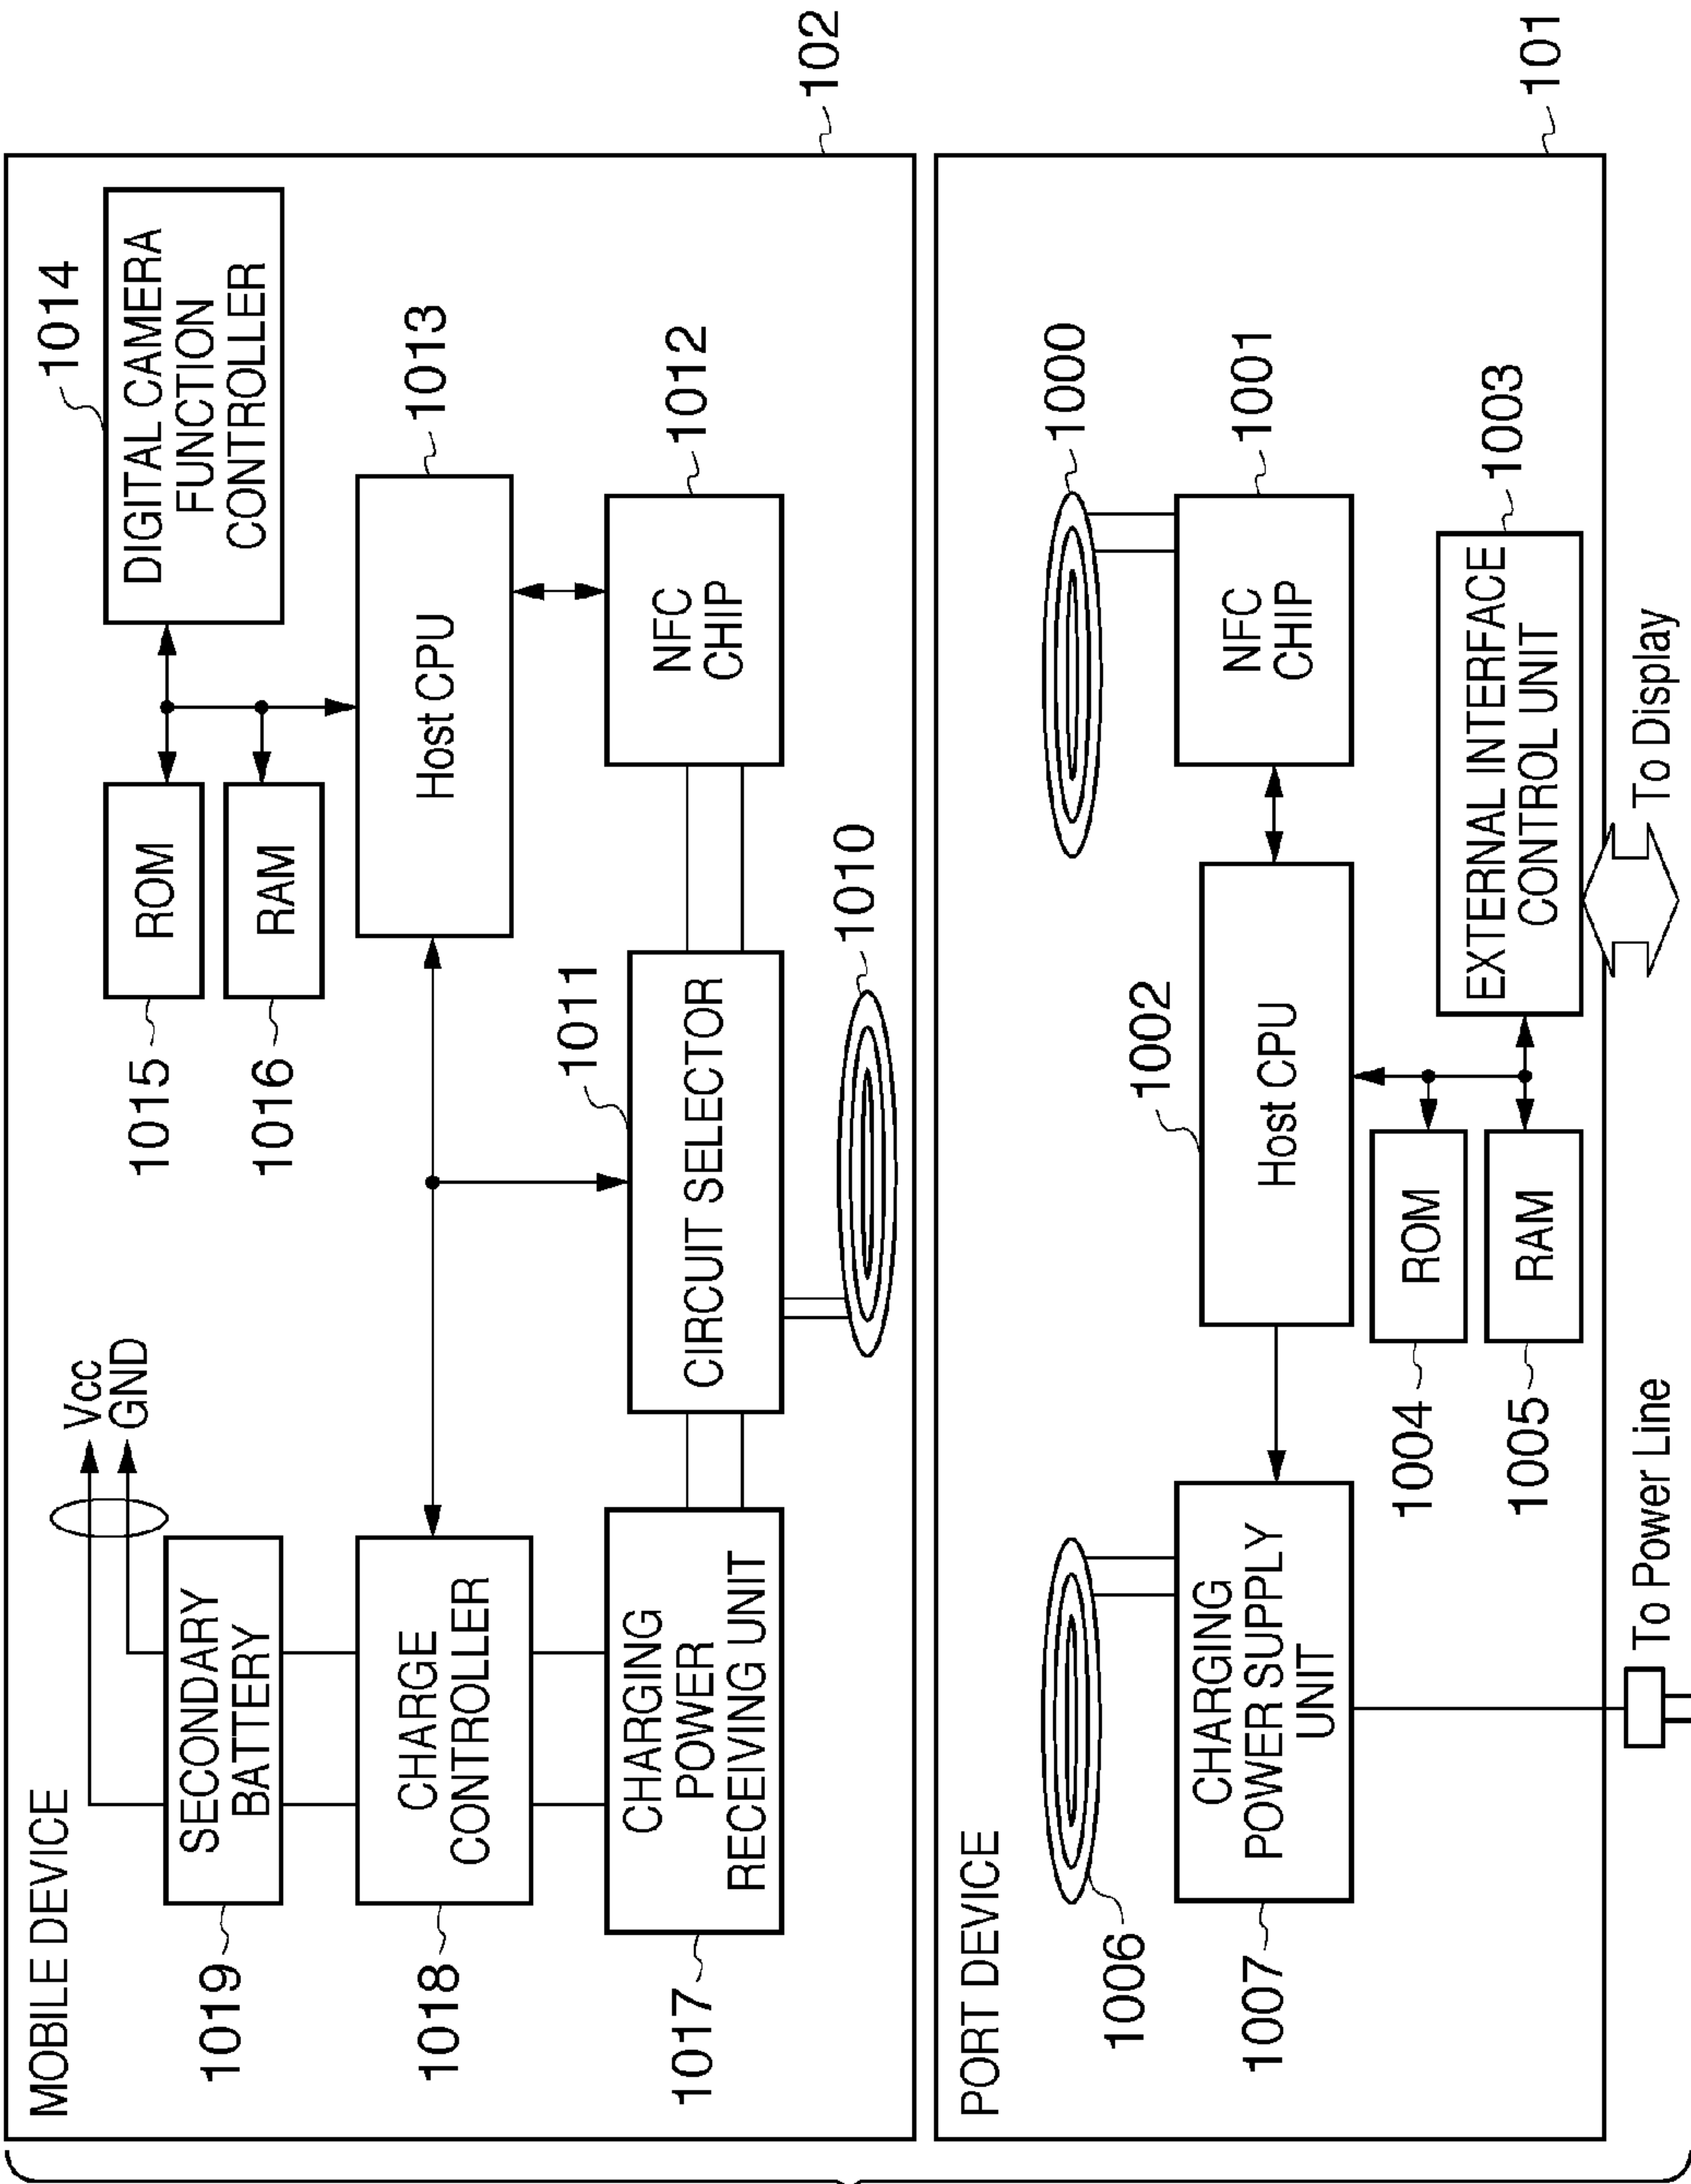 MOBILE DEVICE
102
Vcc
GND
1014
DIGITAL CAMERA
FUNCTION
CONTROLLER
1019
SECONDARY
BATTERY
1015
ROM
1016
RAM
1018
CHARGE
CONTROLLER
Host CPU
1013
1011
1017
CHARGING
POWER
RECEIVING UNIT
CIRCUIT SELECTOR
NFC
CHIP
1012
1010
PORT DEVICE
101
1006
1000
1007
CHARGING
POWER SUPPLY
UNIT
1002
Host CPU
NFC
CHIP
1001
1004
ROM
1005
RAM
EXTERNAL INTERFACE
CONTROL UNIT
1003
To Power Line
To Display